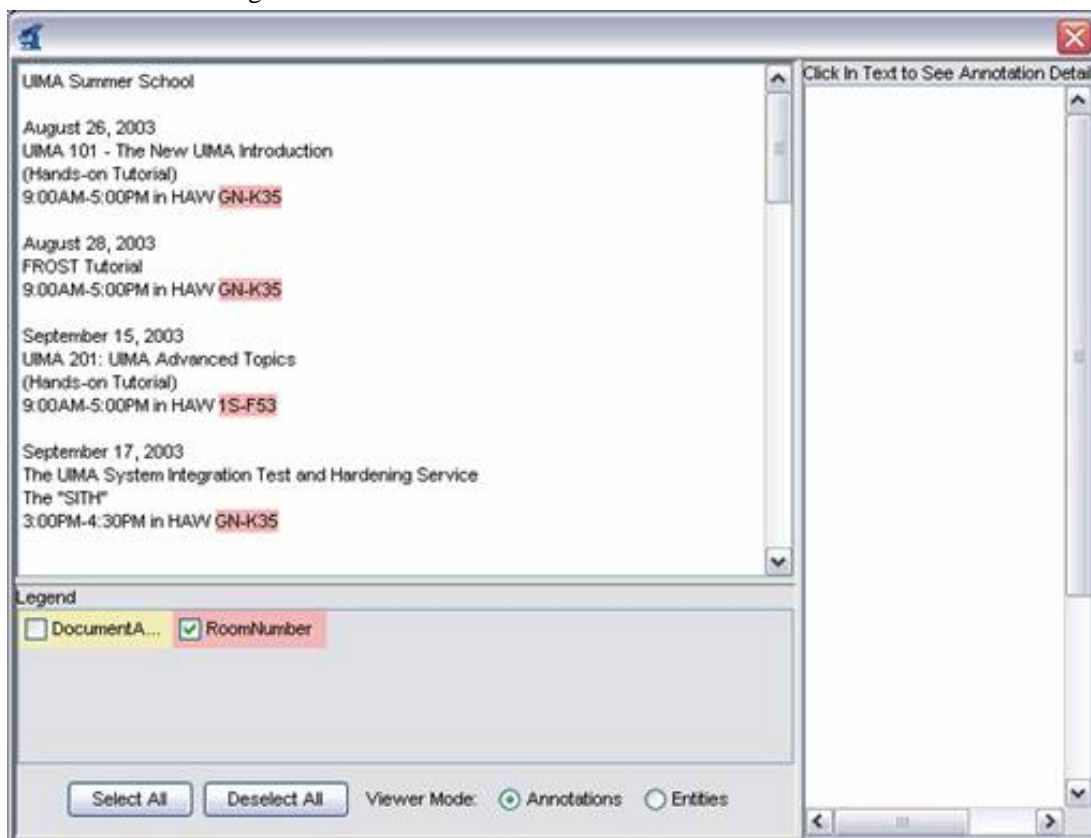 UIMA Summer School
August 26, 2003
UIMA 101 - The New UIMA Introduction
(Hands-on Tutorial)
9:00AM-5:00PM in HAW GN-K35
August 28, 2003
FROST Tutorial
9:00AM-5:00PM in HAW GN-K35
September 15, 2003
UIMA 201: UIMA Advanced Topics
(Hands-on Tutorial)
9:00AM-5:00PM in HAW 1S-F53
September 17, 2003
The UIMA System Integration Test and Hardening Service
The "SITH"
3:00PM-4:30PM in HAW GN-K35
Click In Text to See Annotation Detail
Legend
DocumentA... RoomNumber
Select All Deselect All Viewer Mode: Annotations Entities